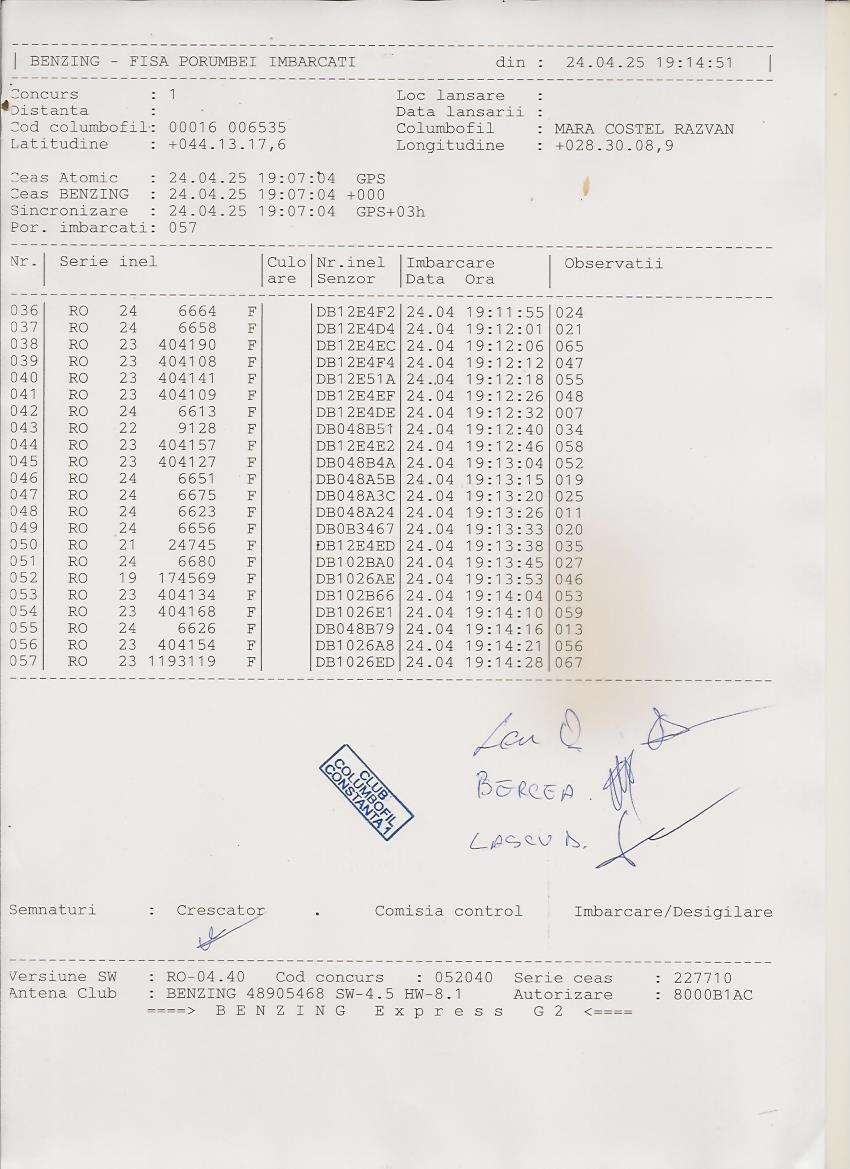 BENZING - FISA PORUMBEI IMBARCATI din : 24.04.25 19:14:51
Concurs : 1 Loc lansare :
Distanta : Data lansarii :
Cod columbofil: 00016 006535 Columbofil : MARA COSTEL RAZVAN
Latitudine : +044.13.17,6 Longitudine : +028.30.08,9
Ceas Atomic : 24.04.25 19:07:04 GPS
Ceas BENZING : 24.04.25 19:07:04 +000
Sincronizare : 24.04.25 19:07:04 GPS+03h
Por. imbarcati: 057
Nr. Serie inel Culo Nr.inel Imbarcare Observatii
are Senzor Data Ora
036 RO 24 6664 F DB12E4F2 24.04 19:11:55 024
037 RO 24 6658 F DB12E4D4 24.04 19:12:01 021
038 RO 23 404190 F DB12E4EC 24.04 19:12:06 065
039 RO 23 404108 F DB12E4F4 24.04 19:12:12 047
040 RO 23 404141 F DB12E51A 24.04 19:12:18 055
041 RO 23 404109 F DB12E4EF 24.04 19:12:26 048
042 RO 24 6613 F DB12E4DE 24.04 19:12:32 007
043 RO 22 9128 F DB048B51 24.04 19:12:40 034
044 RO 23 404157 F DB12E4E2 24.04 19:12:46 058
045 RO 23 404127 F DB048B4A 24.04 19:13:04 052
046 RO 24 6651 F DB048A5B 24.04 19:13:15 019
047 RO 24 6675 F DB048A3C 24.04 19:13:20 025
048 RO 24 6623 F DB048A24 24.04 19:13:26 011
049 RO 24 6656 F DB0B3467 24.04 19:13:33 020
050 RO 21 24745 F DB12E4ED 24.04 19:13:38 035
051 RO 24 6680 F DB102BA0 24.04 19:13:45 027
052 RO 19 174569 F DB1026AE 24.04 19:13:53 046
053 RO 23 404134 F DB102B66 24.04 19:14:04 053
054 RO 23 404168 F DB1026E1 24.04 19:14:10 059
055 RO 24 6626 F DB048B79 24.04 19:14:16 013
056 RO 23 404154 F DB1026A8 24.04 19:14:21 056
057 RO 23 1193119 F DB1026ED 24.04 19:14:28 067
CLUB
COLUMBOFIL
CONSTANTA 1
BERCEA
LASCU D.
Semnaturi : Crescator . Comisia control Imbarcare/Desigilare
Versiune SW : RO-04.40 Cod concurs : 052040 Serie ceas : 227710
Antena Club : BENZING 48905468 SW-4.5 HW-8.1 Autorizare : 8000B1AC
====> B E N Z I N G E x p r e s s G 2 <====